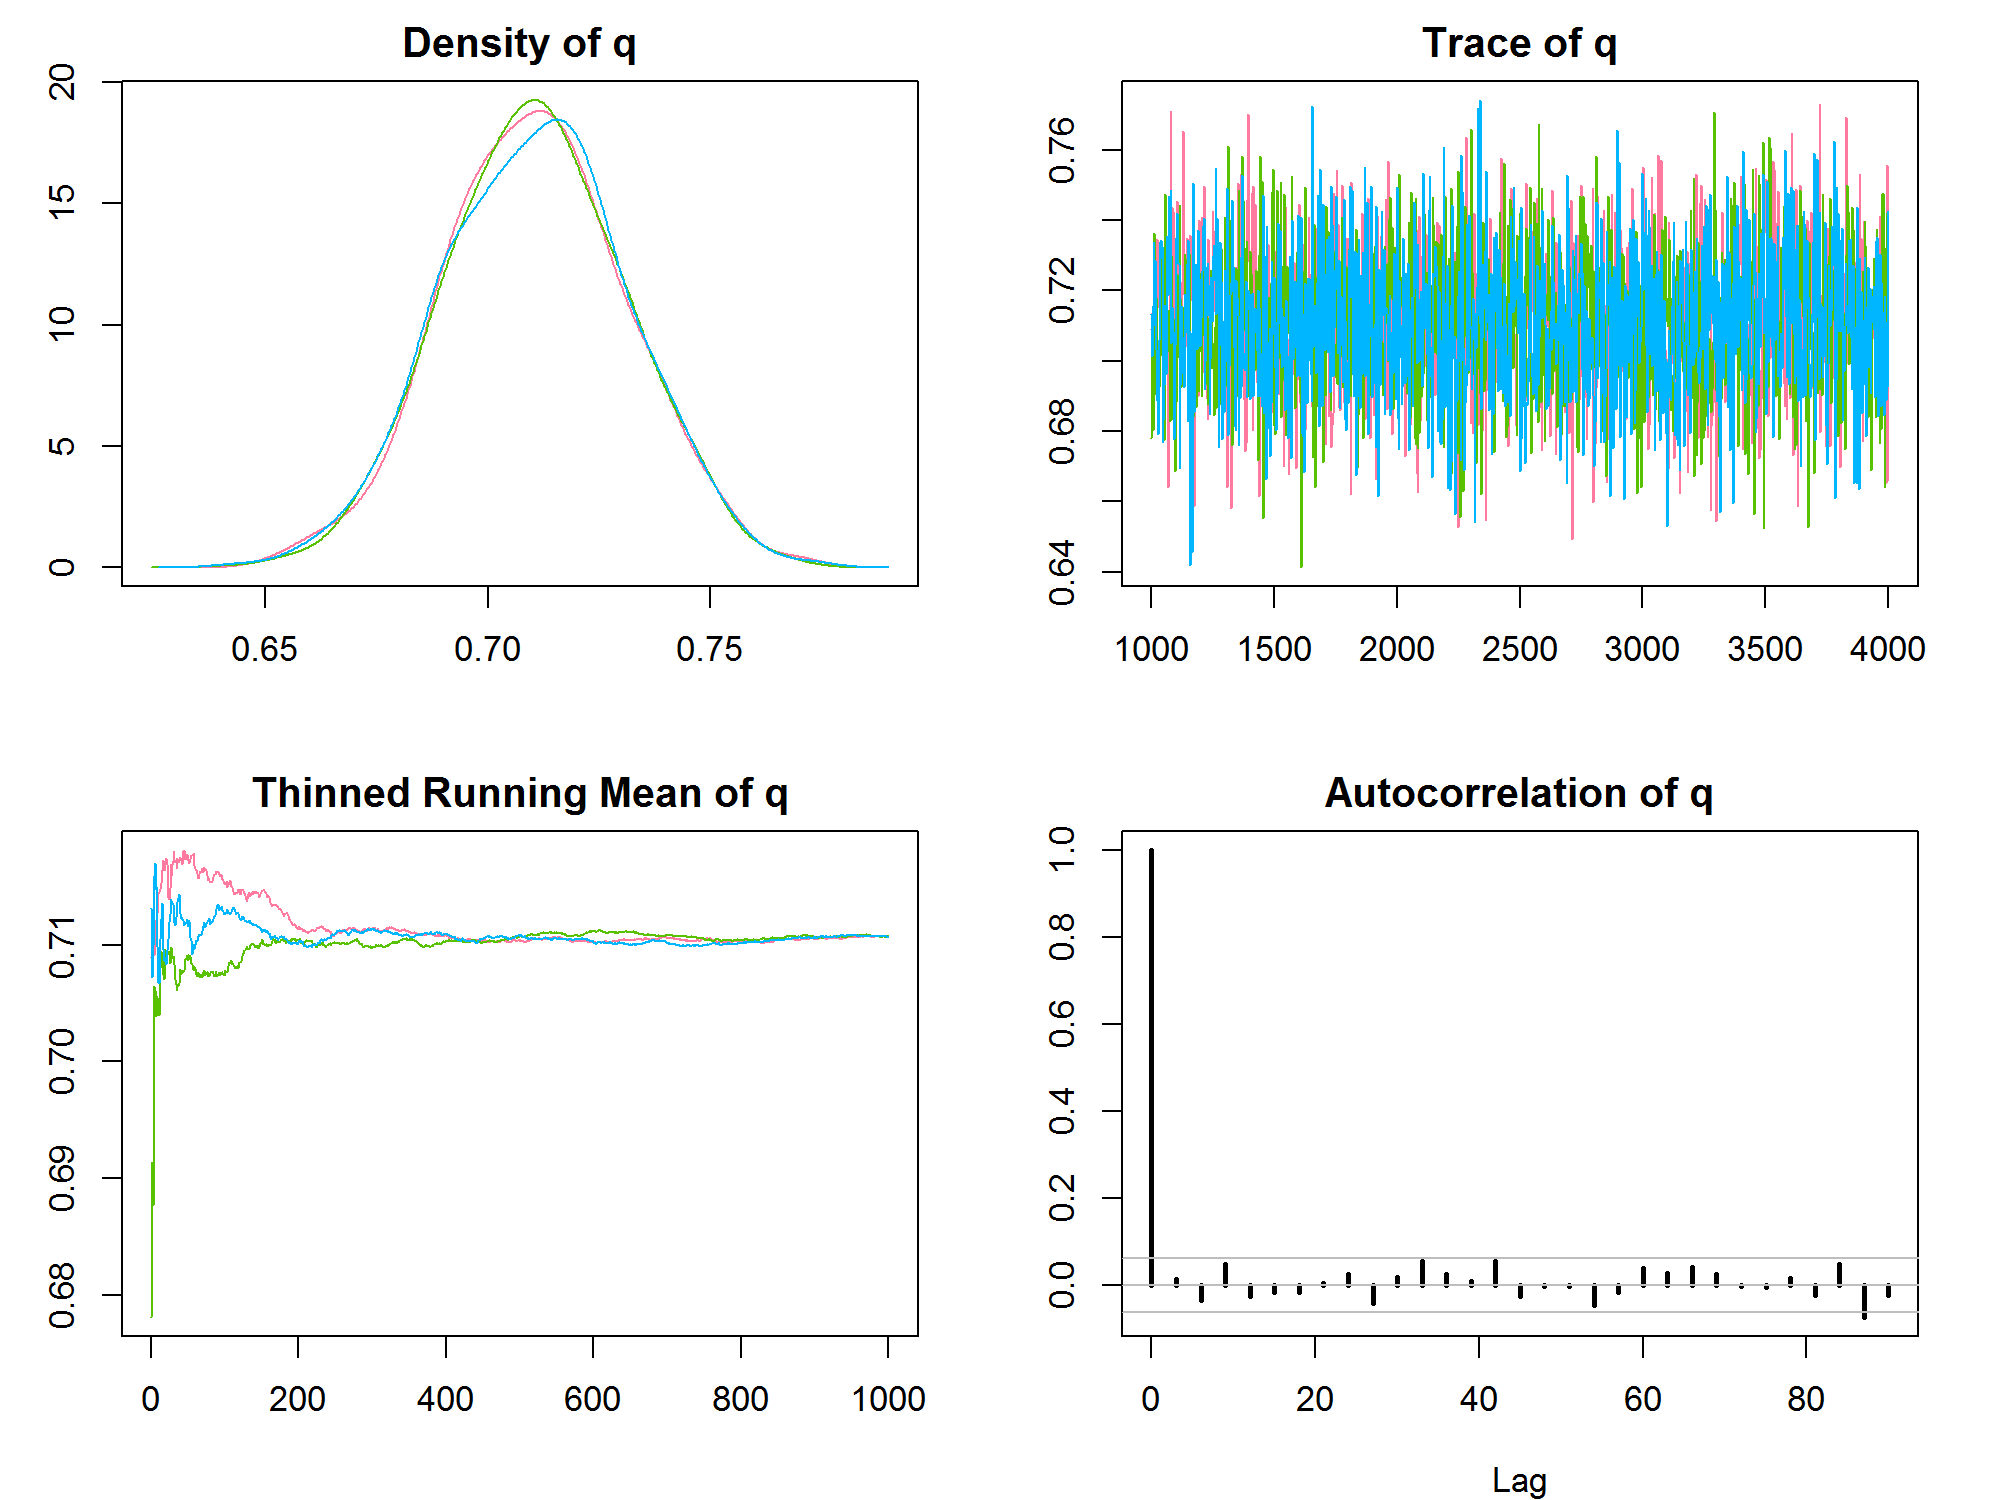 Density of q
20
15
10
5
0
0.65 0.70 0.75
Trace of q
0.76
0.72
0.68
0.64
1000 1500 2000 2500 3000 3500 4000
Thinned Running Mean of q
0.71
0.70
0.69
0.68
0 200 400 600 800 1000
Autocorrelation of q
1.0
0.8
0.6
0.4
0.2
0.0
0 20 40 60 80
Lag